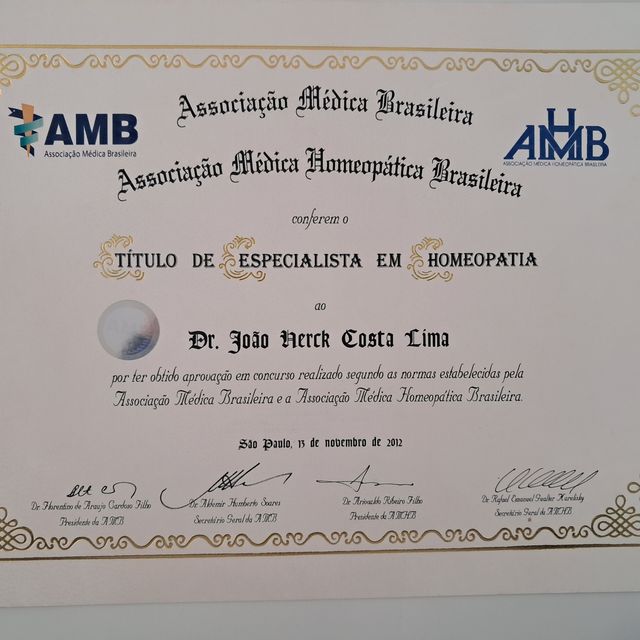 Associação Médica Brasileira
AMB
Associação Médica Brasileira
AMHB
ASSOCIAÇÃO MÉDICA HOMEOPÁTICA BRASILEIRA
Associação Médica Homeopática Brasileira
conferem o
TÍTULO DE ESPECIALISTA EM HOMEOPATIA
ao
Dr. João Herck Costa Lima
por ter obtido aprovação em concurso realizado segundo as normas estabelecidas pela
Associação Médica Brasileira e a Associação Médica Homeopática Brasileira.
São Paulo, 13 de novembro de 2012
Dr. Florentino de Araujo Cardoso Filho
Presidente da AMB
Dr. Aldemir Humberto Soares
Secretário Geral da AMB
Dr. Ariovaldo Ribeiro Filho
Presidente da AMHB
Dr. Rafael Emanuel
Secretário Geral da AMHB